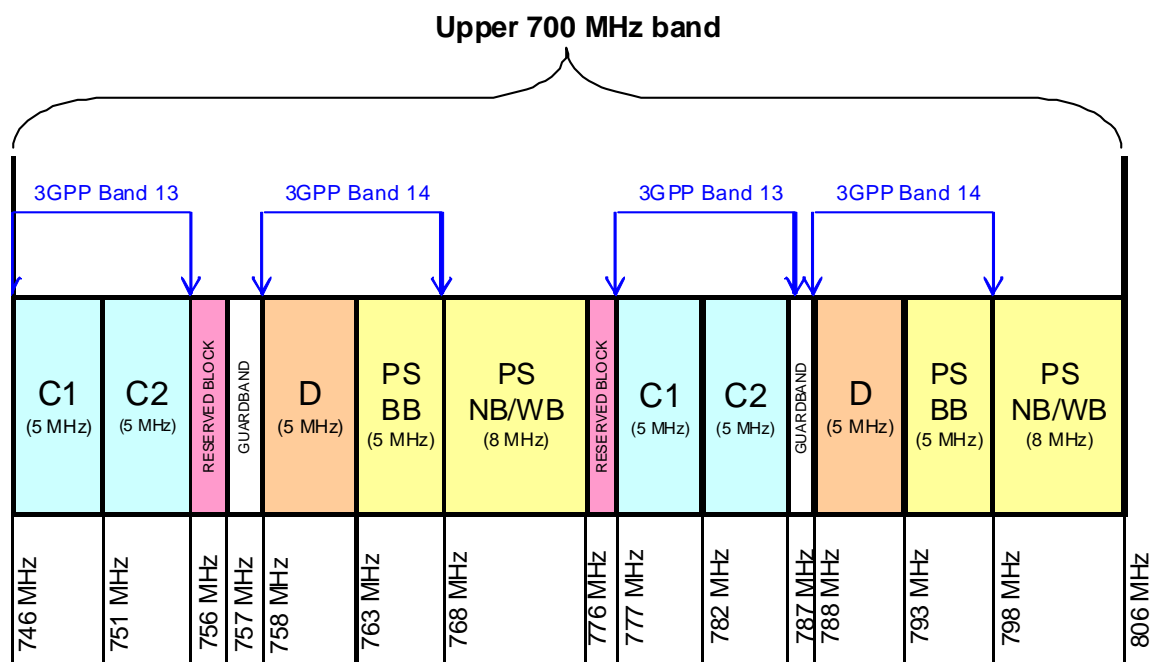 Upper 700 MHz band
3GPP Band 13
3GPP Band 14
3GPP Band 13
3GPP Band 14
C1
(5 MHz)
C2
(5 MHz)
RESERVED BLOCK
GUARDBAND
D
(5 MHz)
PS
BB
(5 MHz)
PS
NB/WB
(8 MHz)
RESERVED BLOCK
C1
(5 MHz)
C2
(5 MHz)
GUARDBAND
D
(5 MHz)
PS
BB
(5 MHz)
PS
NB/WB
(8 MHz)
746 MHz
751 MHz
756 MHz
757 MHz
758 MHz
763 MHz
768 MHz
776 MHz
777 MHz
782 MHz
787 MHz
788 MHz
793 MHz
798 MHz
806 MHz